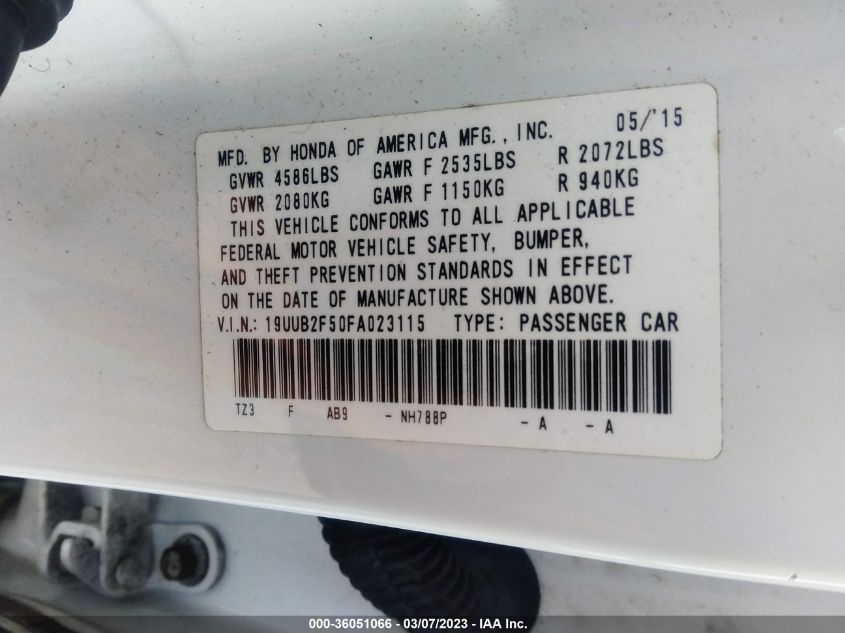 MFD. BY HONDA OF AMERICA MFG., INC. 05/'15
GVWR 4586LBS GAWR F 2535LBS R 2072LBS
GVWR 2080KG GAWR F 1150KG R 940KG
THIS VEHICLE CONFORMS TO ALL APPLICABLE
FEDERAL MOTOR VEHICLE SAFETY, BUMPER,
AND THEFT PREVENTION STANDARDS IN EFFECT
ON THE DATE OF MANUFACTURE SHOWN ABOVE.
V.I.N.: 19UUB2F50FA023115 TYPE: PASSENGER CAR
TZ3 F AB9 - NH788P - A - A
000-36051066 - 03/07/2023 - IAA Inc.